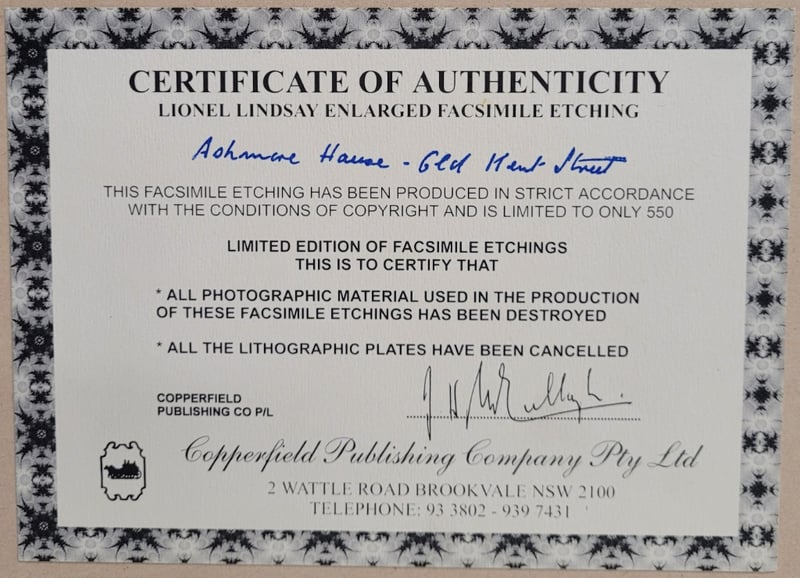 CERTIFICATE OF AUTHENTICITY
LIONEL LINDSAY ENLARGED FACSIMILE ETCHING
Ashmore House - Old Kent Street
THIS FACSIMILE ETCHING HAS BEEN PRODUCED IN STRICT ACCORDANCE
WITH THE CONDITIONS OF COPYRIGHT AND IS LIMITED TO ONLY 550
LIMITED EDITION OF FACSIMILE ETCHINGS
THIS IS TO CERTIFY THAT
* ALL PHOTOGRAPHIC MATERIAL USED IN THE PRODUCTION
OF THESE FACSIMILE ETCHINGS HAS BEEN DESTROYED
* ALL THE LITHOGRAPHIC PLATES HAVE BEEN CANCELLED
COPPERFIELD
PUBLISHING CO P/L
Copperfield Publishing Company Pty Ltd
2 WATTLE ROAD BROOKVALE NSW 2100
TELEPHONE: 93 3802 - 939 7431